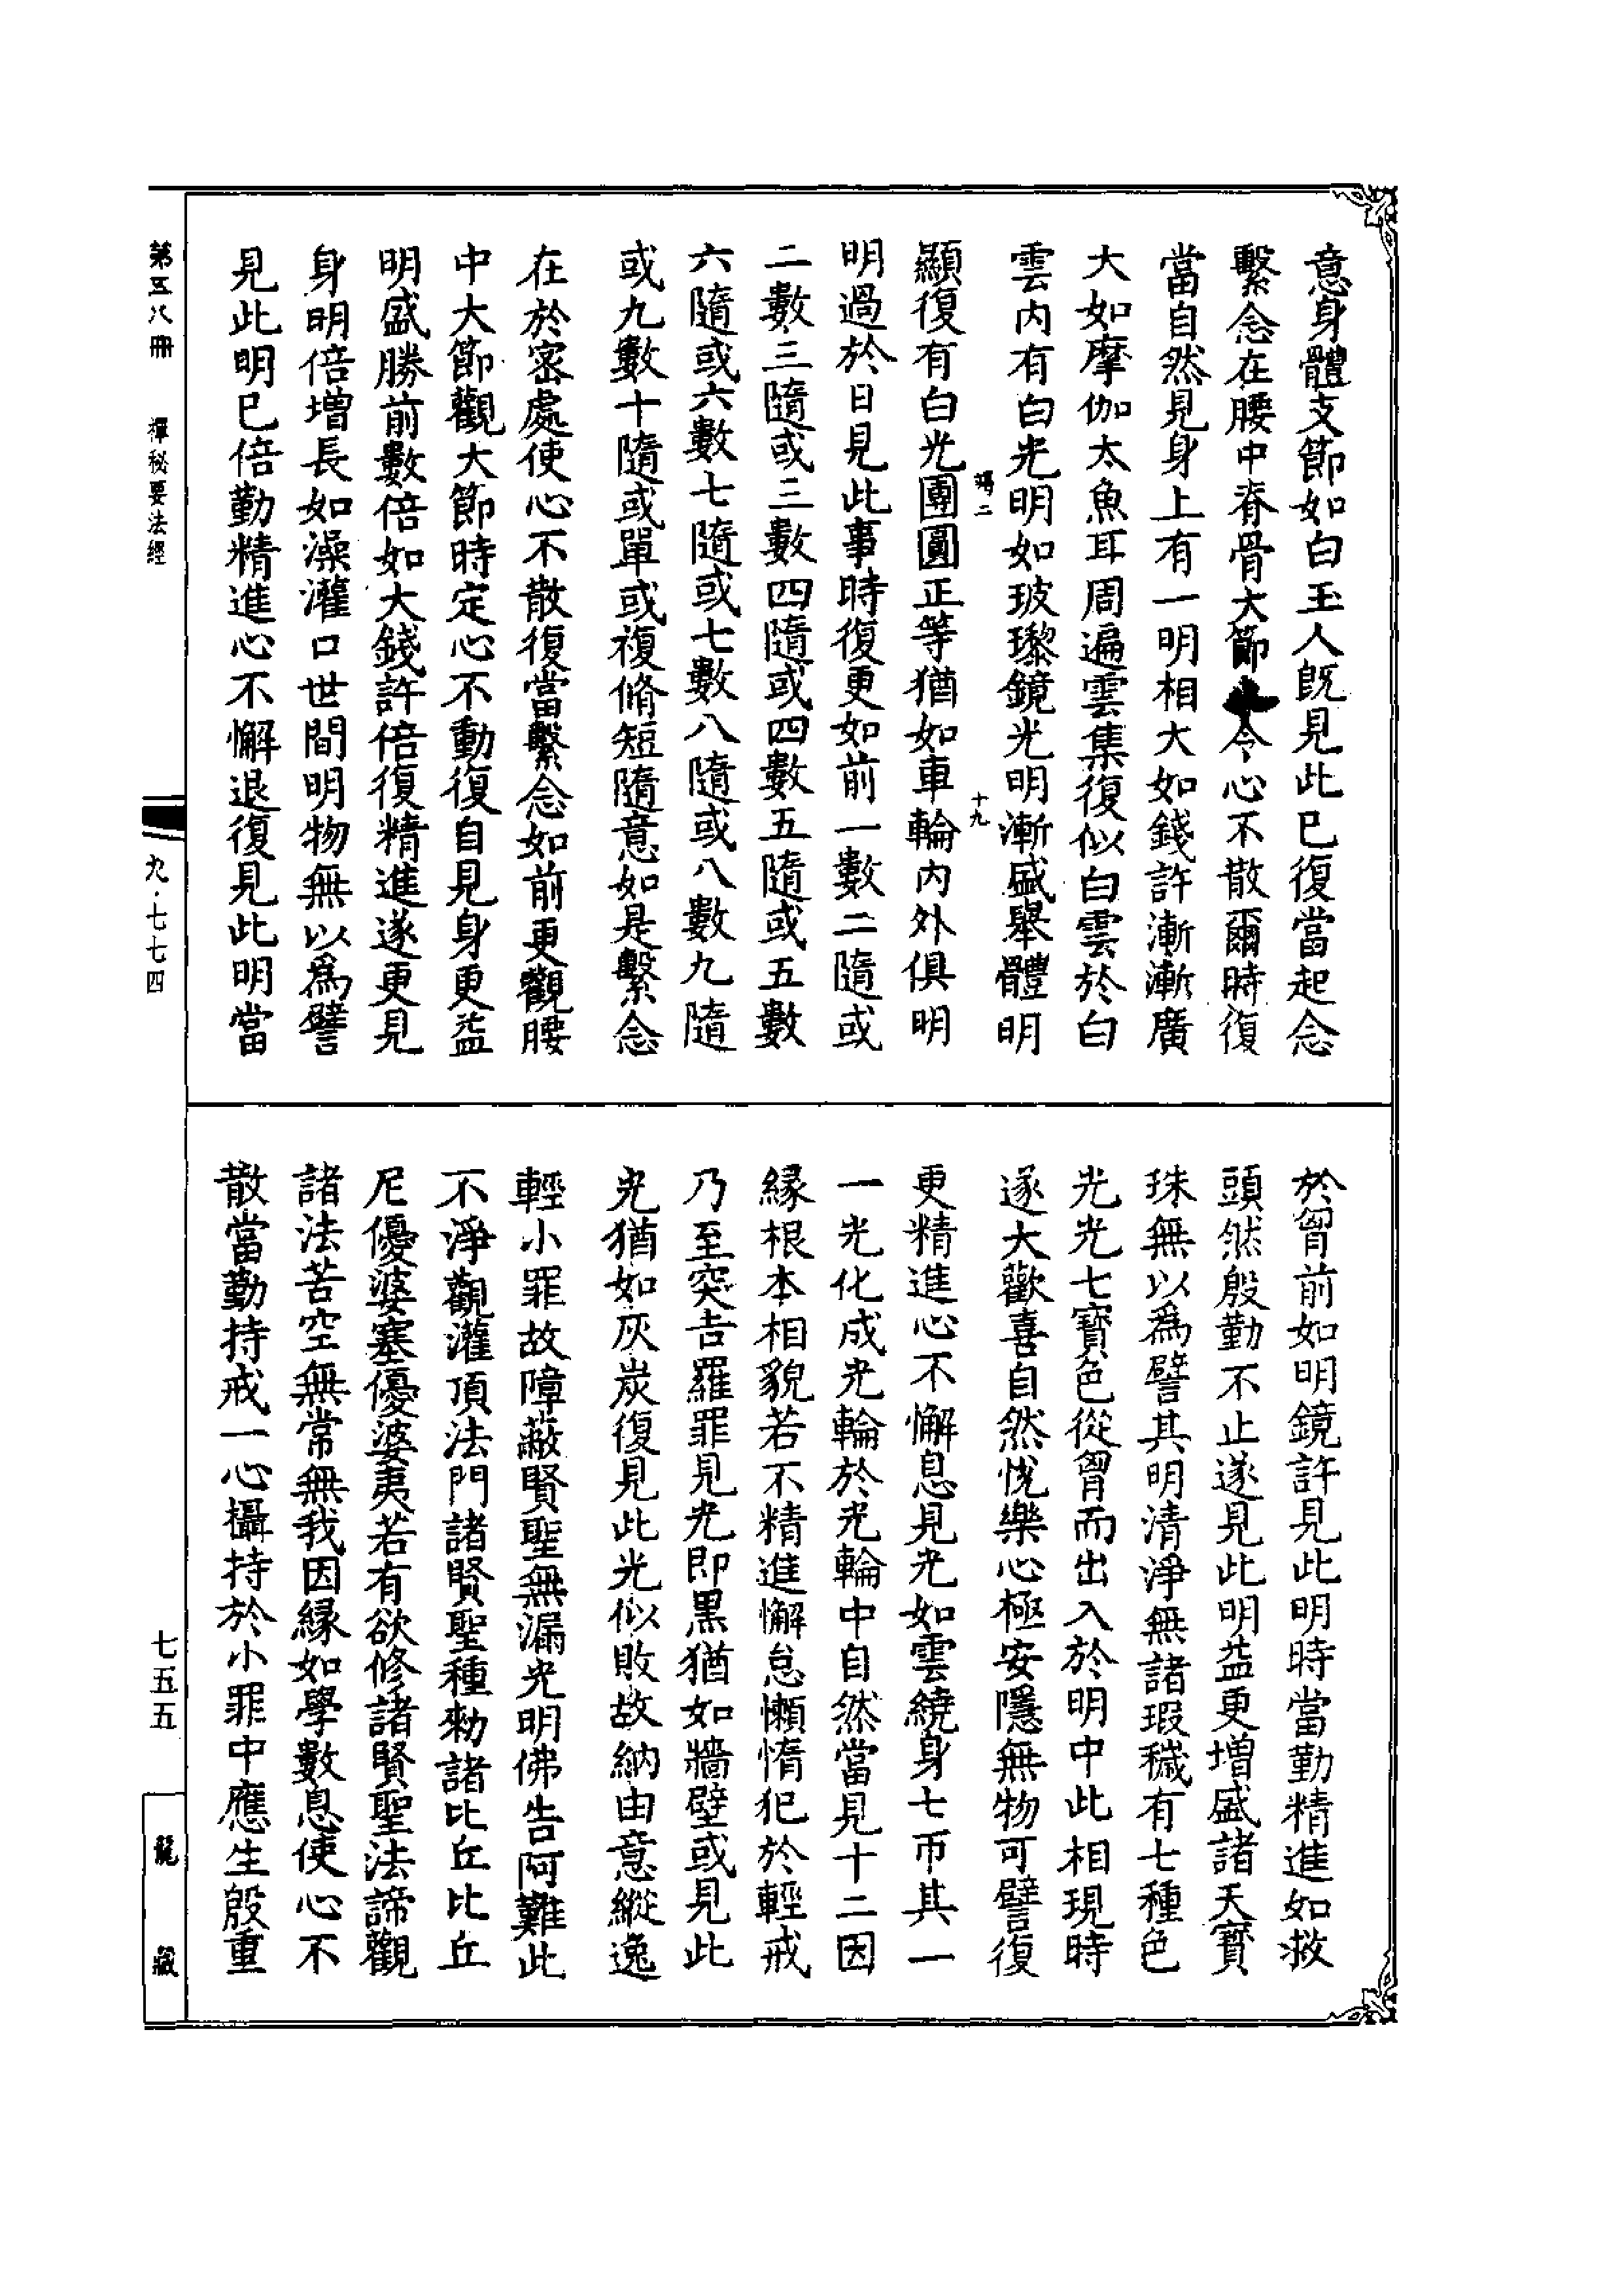 意身體支節如白玉人既見此已復當起念
繫念在腰中脊骨大節令心不散爾時復
當自然見身上有一明相大如錢許漸漸廣
大如摩伽太魚耳周遍雲集復似白雲於白
雲内有白光明如玻瓈鏡光明漸盛舉體明
顯復有白光團圓正等猶如車輪内外俱明
明過於日見此事時復更如前一數二隨或
二數三隨或三數四隨或四數五隨或五數
六隨或六數七隨或七數八隨或八數九隨
或九數十隨或單或複脩短隨意如是繫念
在於密處使心不散復當繫念如前更觀腰
中大節觀大節時定心不動復自見身更益
明盛勝前數倍如大錢許倍復精進遂更見
身明倍增長如澡灌口世間明物無以為譬
見此明已倍勤精進心不懈退復見此明當
十九
於胷前如明鏡許見此明時當勤精進如救
頭然殷勤不止遂見此明益更增盛諸天寶
珠無以為譬其明清淨無諸瑕穢有七種色
光光七寶色從胷而出入於明中此相現時
遂大歡喜自然悅樂心極安隱無物可譬復
更精進心不懈息見光如雲繞身七帀其一
一光化成光輪於光輪中自然當見十二因
緣根本相貌若不精進懈怠懶惰犯於輕戒
乃至突吉羅罪見光即黑猶如牆壁或見此
光猶如灰炭復見此光似敗故納由意縱逸
輕小罪故障蔽賢聖無漏光明佛告阿難此
不淨觀灌頂法門諸賢聖種勑諸比丘比丘
尼優婆塞優婆夷若有欲修諸賢聖法諦觀
諸法苦空無常無我因緣如學數息使心不
散當勤持戒一心攝持於小罪中應生殷重
第五八冊
禪秘要法經
九·七七四
七五五
龍藏